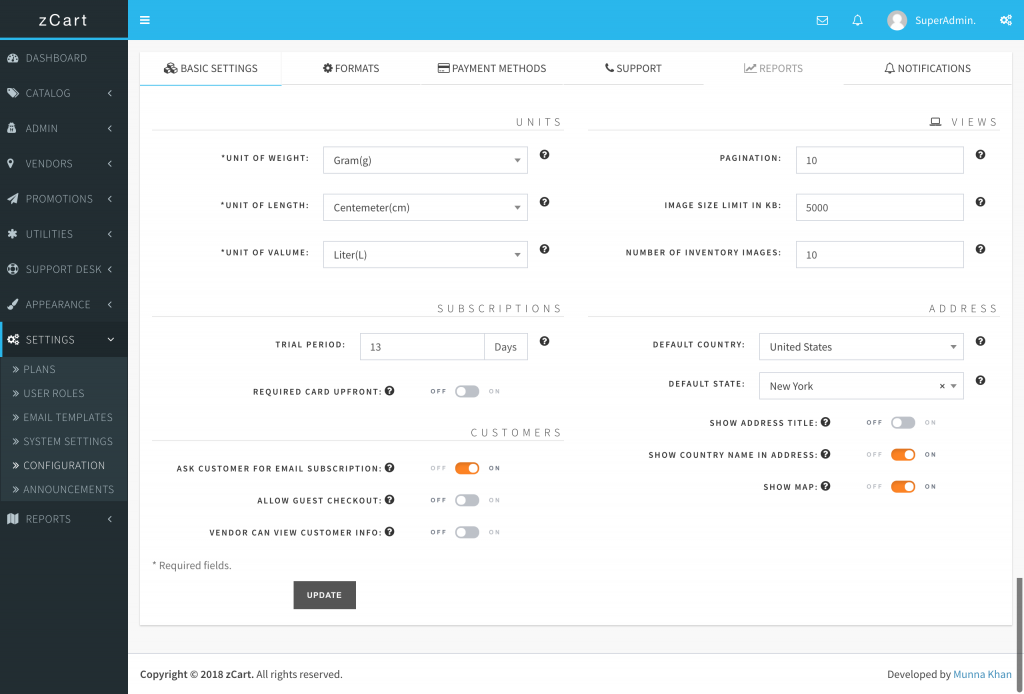 zCart
SuperAdmin.
DASHBOARD
CATALOG
ADMIN
VENDORS
PROMOTIONS
UTILITIES
SUPPORT DESK
APPEARANCE
SETTINGS
PLANS
USER ROLES
EMAIL TEMPLATES
SYSTEM SETTINGS
CONFIGURATION
ANNOUNCEMENTS
REPORTS
BASIC SETTINGS FORMATS PAYMENT METHODS SUPPORT REPORTS NOTIFICATIONS
UNITS
*UNIT OF WEIGHT: Gram(g)
*UNIT OF LENGTH: Centemeter(cm)
*UNIT OF VALUME: Liter(L)
VIEWS
PAGINATION: 10
IMAGE SIZE LIMIT IN KB: 5000
NUMBER OF INVENTORY IMAGES: 10
SUBSCRIPTIONS
TRIAL PERIOD: 13 Days
REQUIRED CARD UPFRONT: OFF ON
CUSTOMERS
ASK CUSTOMER FOR EMAIL SUBSCRIPTION: OFF ON
ALLOW GUEST CHECKOUT: OFF ON
VENDOR CAN VIEW CUSTOMER INFO: OFF ON
ADDRESS
DEFAULT COUNTRY: United States
DEFAULT STATE: New York ×
SHOW ADDRESS TITLE: OFF ON
SHOW COUNTRY NAME IN ADDRESS: OFF ON
SHOW MAP: OFF ON
* Required fields.
UPDATE
Copyright © 2018 zCart. All rights reserved.
Developed by Munna Khan